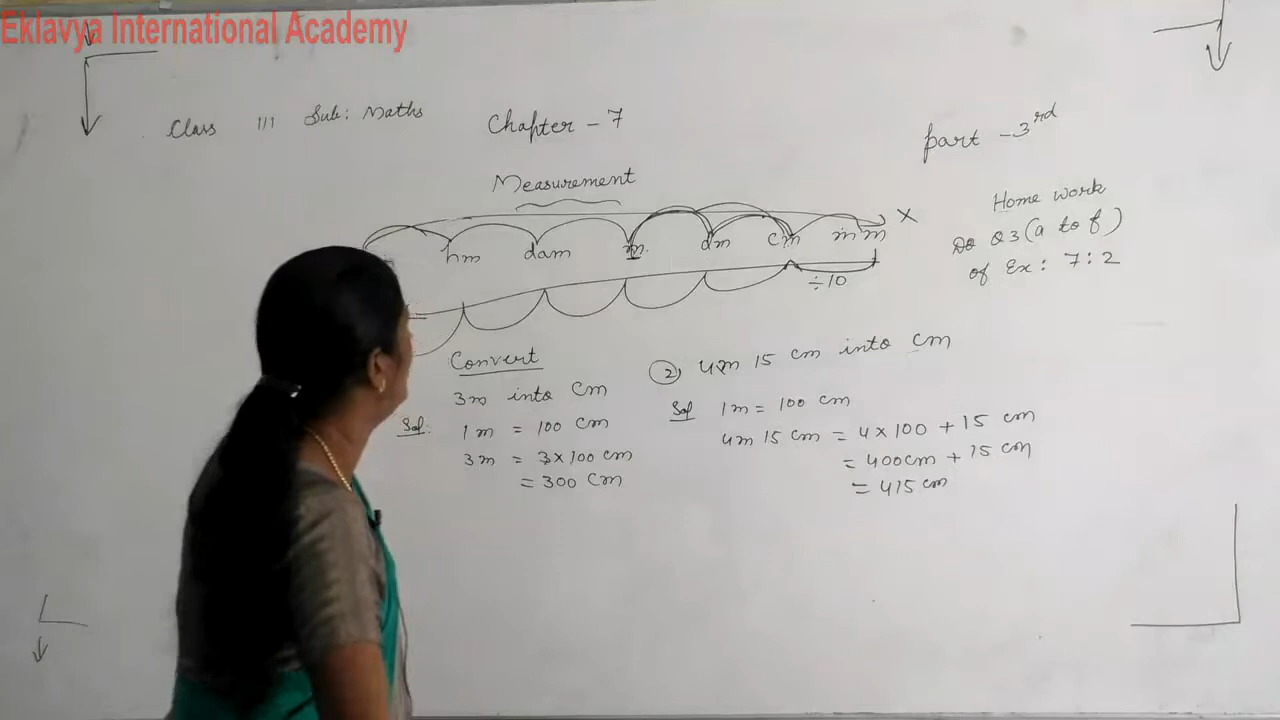 Eklavya International Academy
Class III Sub: Maths
Chapter - 7
part - 3rd
Measurement
hm dam m dm cm mm ×
÷10
Home work
Do Q3 (a to f)
of Ex: 7:2
Convert
3m into cm
Sol: 1 m = 100 cm
3m = 3×100 cm
= 300 cm
2) 4m 15 cm into cm
Sol 1m = 100 cm
4m 15 cm = 4×100 + 15 cm
= 400cm + 15 cm
= 415 cm